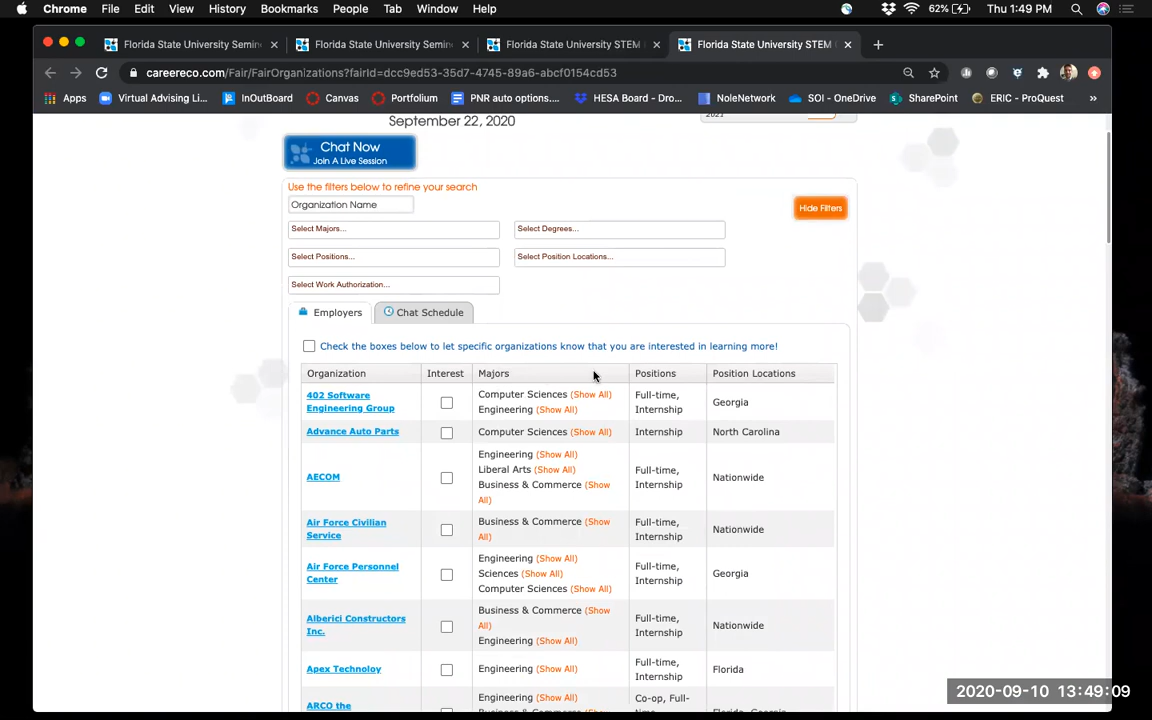 Chrome File Edit View History Bookmarks People Tab Window Help 62% Thu 1:49 PM
Florida State University Semin × Florida State University Semin × Florida State University STEM × Florida State University STEM × +
careereco.com/Fair/FairOrganizations?fairId=dcc9ed53-35d7-4745-89a6-abcf0154cd53
Apps Virtual Advising Li... InOutBoard Canvas Portfolium PNR auto options.... HESA Board - Dro... NoleNetwork SOI - OneDrive SharePoint ERIC - ProQuest »
September 22, 2020
2021
Chat Now
Join A Live Session
Use the filters below to refine your search
Organization Name
Hide Filters
Select Majors... Select Degrees...
Select Positions... Select Position Locations...
Select Work Authorization...
Employers Chat Schedule
Check the boxes below to let specific organizations know that you are interested in learning more!
Organization Interest Majors Positions Position Locations
402 Software Engineering Group
Computer Sciences (Show All)
Engineering (Show All)
Full-time,
Internship
Georgia
Advance Auto Parts Computer Sciences (Show All) Internship North Carolina
AECOM
Engineering (Show All)
Liberal Arts (Show All)
Business & Commerce (Show
All)
Full-time,
Internship
Nationwide
Air Force Civilian
Service
Business & Commerce (Show
All)
Full-time,
Internship
Nationwide
Air Force Personnel
Center
Engineering (Show All)
Sciences (Show All)
Computer Sciences (Show All)
Full-time,
Internship
Georgia
Alberici Constructors
Inc.
Business & Commerce (Show
All)
Engineering (Show All)
Full-time,
Internship
Nationwide
Apex Technoloy
Engineering (Show All)
Full-time,
Internship
Florida
ARCO the
Engineering (Show All)
Co-op, Full-
2020-09-10 13:49:09